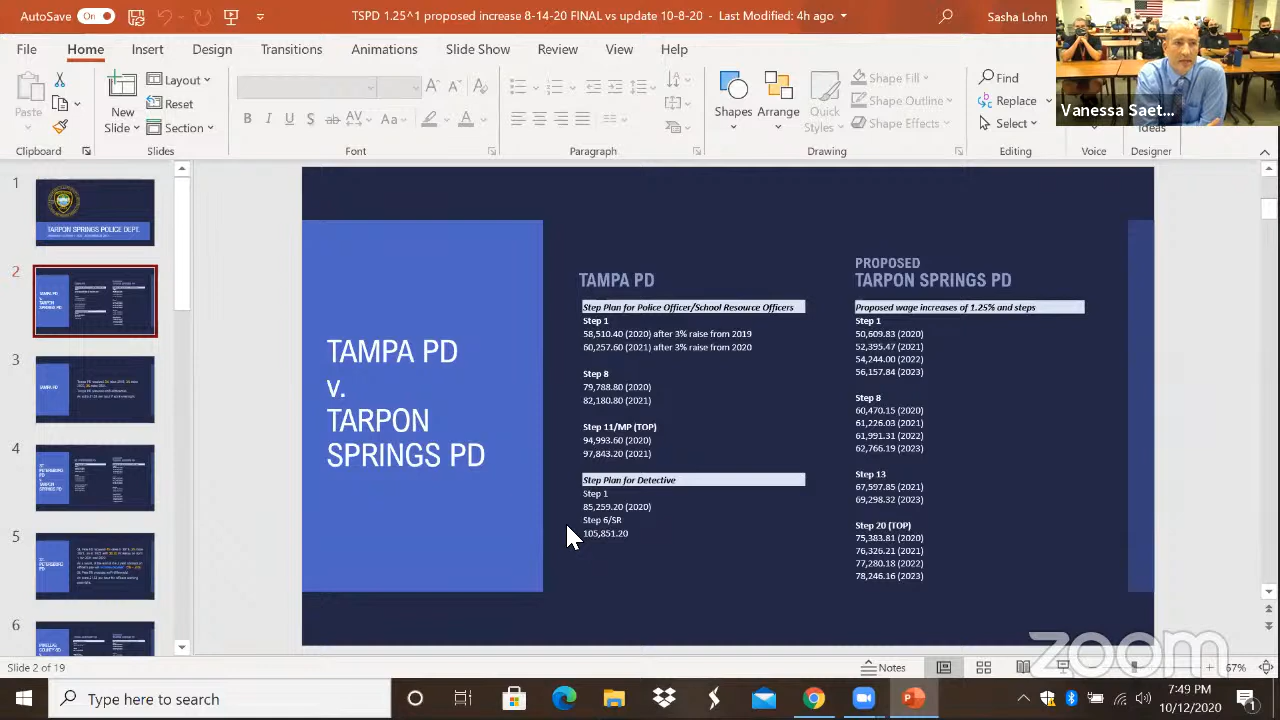 AutoSave On
TSPD 1.25^1 proposed increase 8-14-20 FINAL vs update 10-8-20 - Last Modified: 4h ago
Sasha Lohn
File Home Insert Design Transitions Animations Slide Show Review View Help
Paste
Clipboard
New
Slide
Layout
Reset
Section
Slides
B I U S ab AV Aa A
Font
Paragraph
Shapes
Arrange
Quick
Styles
Shape Fill
Shape Outline
Shape Effects
Drawing
Find
Replace
Select
Editing
Voice
Ideas
Designer
Vanessa Saet...
1
TARPON SPRINGS POLICE DEPT.
2
3
4
5
6
TAMPA PD
v.
TARPON
SPRINGS PD
TAMPA PD
Step Plan for Police Officer/School Resource Officers
Step 1
58,510.40 (2020) after 3% raise from 2019
60,257.60 (2021) after 3% raise from 2020
Step 8
79,788.80 (2020)
82,180.80 (2021)
Step 11/MP (TOP)
94,993.60 (2020)
97,843.20 (2021)
Step Plan for Detective
Step 1
85,259.20 (2020)
Step 6/SR
105,851.20
PROPOSED
TARPON SPRINGS PD
Proposed wage increases of 1.25% and steps
Step 1
50,609.83 (2020)
52,395.47 (2021)
54,244.00 (2022)
56,157.84 (2023)
Step 8
60,470.15 (2020)
61,226.03 (2021)
61,991.31 (2022)
62,766.19 (2023)
Step 13
67,597.85 (2021)
69,298.32 (2023)
Step 20 (TOP)
75,383.81 (2020)
76,326.21 (2021)
77,280.18 (2022)
78,246.16 (2023)
zoom
Slide 2 of 19
Notes
67%
Type here to search
7:49 PM
10/12/2020
1